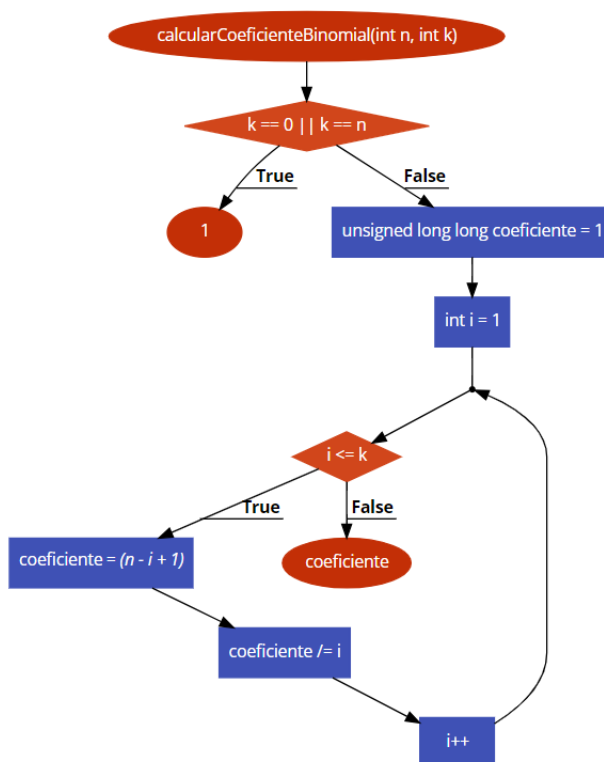 calcularCoeficienteBinomial(int n, int k)
k == 0 || k == n
True
False
1
unsigned long long coeficiente = 1
int i = 1
i <= k
True
False
coeficiente = (n - i + 1)
coeficiente
coeficiente /= i
i++